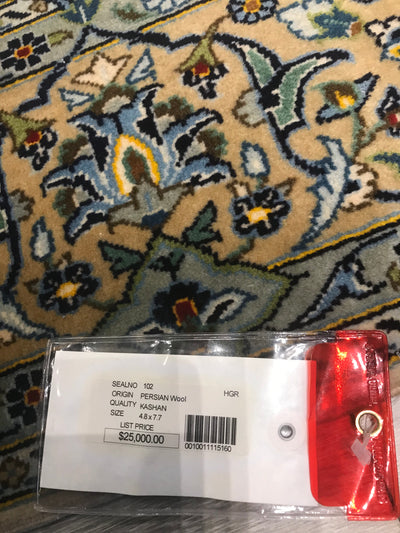 SEALNO 102
ORIGIN PERSIAN Wool HGR
QUALITY KASHAN
SIZE 4.8 x 7.7
LIST PRICE
$25,000.00
0010011115160